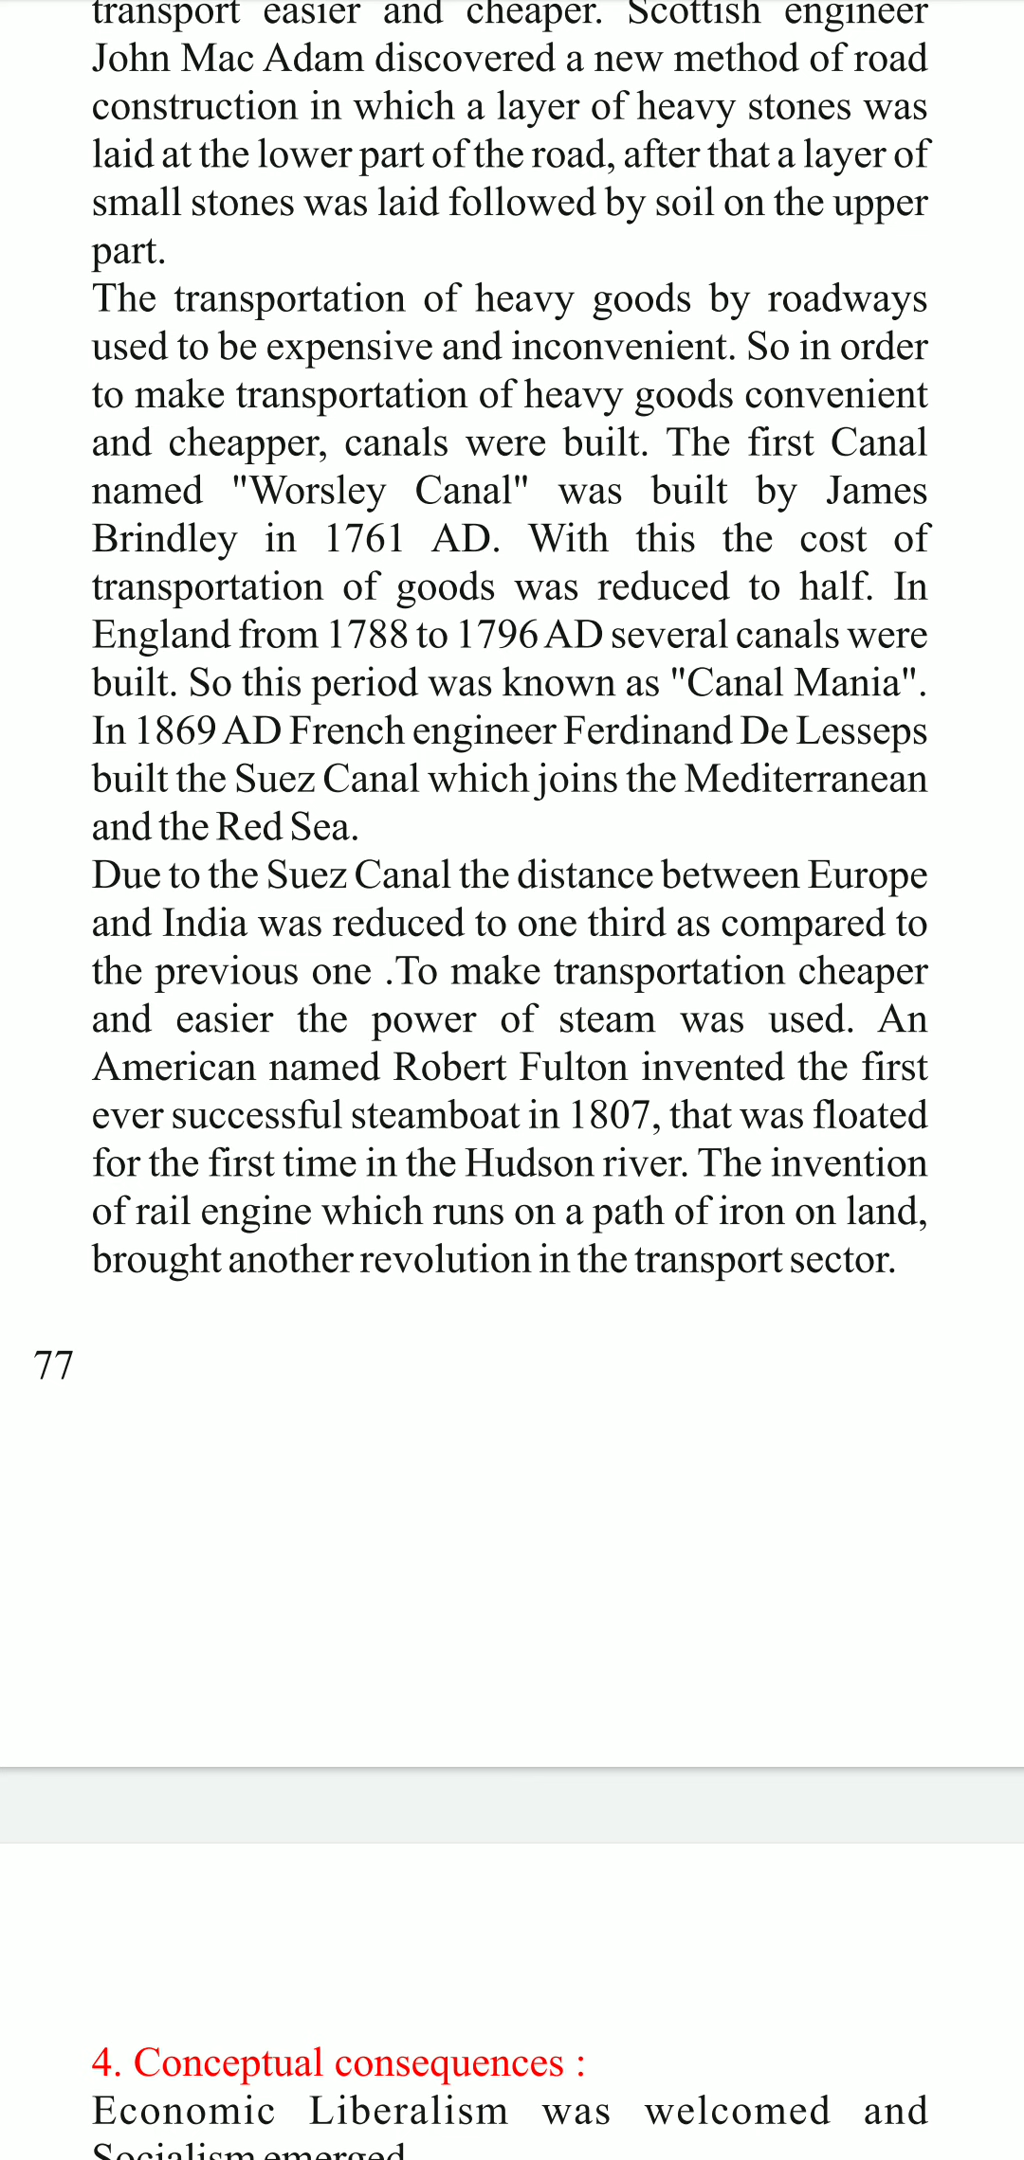 transport easier and cheaper. Scottish engineer
John Mac Adam discovered a new method of road
construction in which a layer of heavy stones was
laid at the lower part of the road, after that a layer of
small stones was laid followed by soil on the upper
part.
The transportation of heavy goods by roadways
used to be expensive and inconvenient. So in order
to make transportation of heavy goods convenient
and cheapper, canals were built. The first Canal
named "Worsley Canal" was built by James
Brindley in 1761 AD. With this the cost of
transportation of goods was reduced to half. In
England from 1788 to 1796 AD several canals were
built. So this period was known as "Canal Mania".
In 1869 AD French engineer Ferdinand De Lesseps
built the Suez Canal which joins the Mediterranean
and the Red Sea.
Due to the Suez Canal the distance between Europe
and India was reduced to one third as compared to
the previous one .To make transportation cheaper
and easier the power of steam was used. An
American named Robert Fulton invented the first
ever successful steamboat in 1807, that was floated
for the first time in the Hudson river. The invention
of rail engine which runs on a path of iron on land,
brought another revolution in the transport sector.
77
4. Conceptual consequences :
Economic Liberalism was welcomed and
Socialism emerged